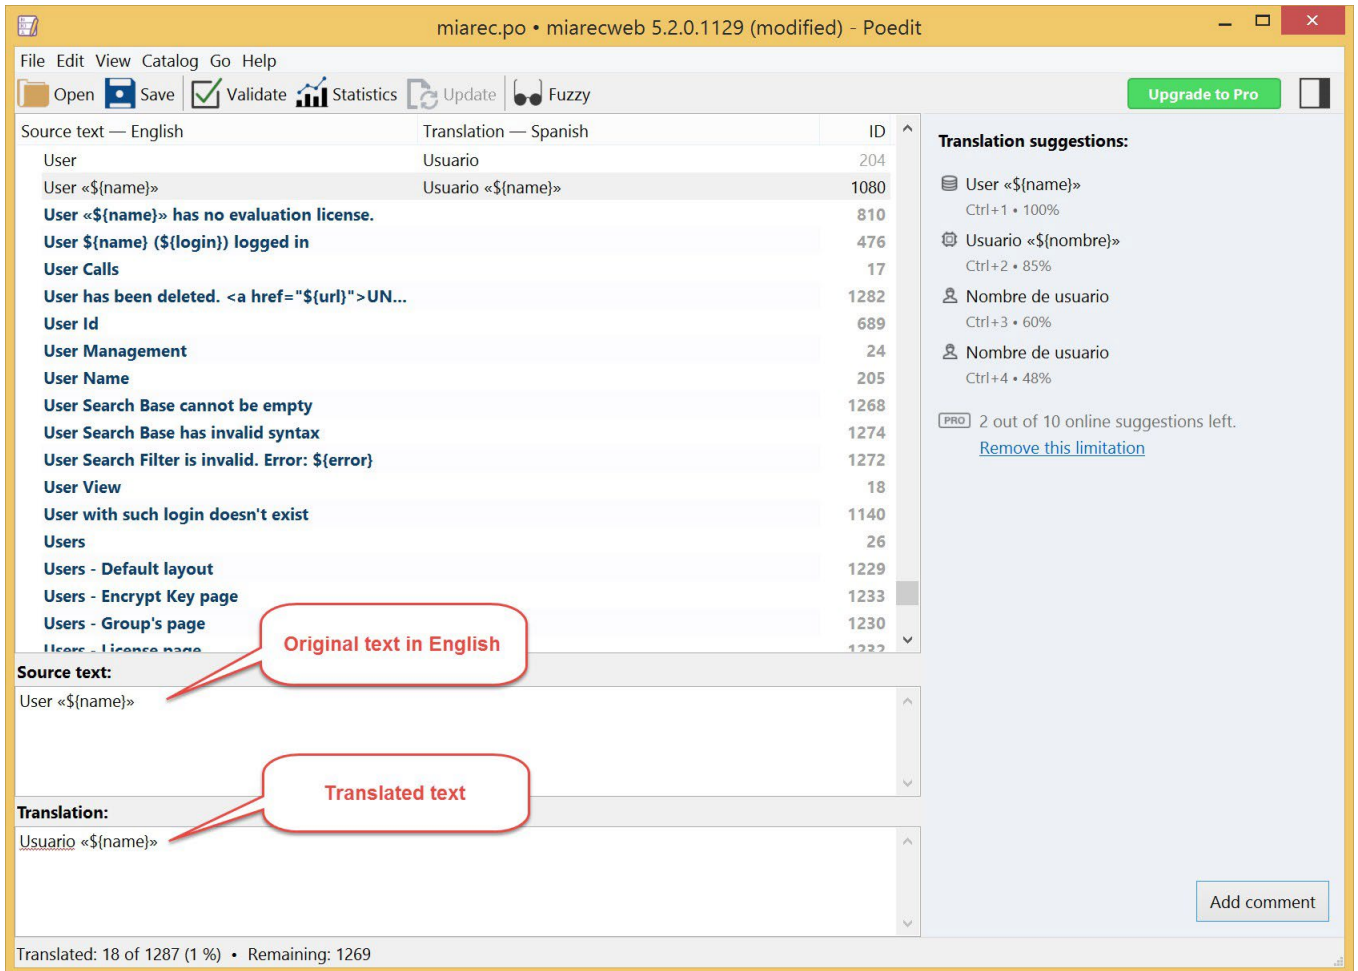 miarec.po • miarecweb 5.2.0.1129 (modified) - Poedit
File Edit View Catalog Go Help
Open Save Validate Statistics Update Fuzzy Upgrade to Pro
Source text — English Translation — Spanish ID
User Usuario 204
User «${name}» Usuario «${name}» 1080
User «${name}» has no evaluation license. 810
User ${name} (${login}) logged in 476
User Calls 17
User has been deleted. <a href="${url}">UN... 1282
User Id 689
User Management 24
User Name 205
User Search Base cannot be empty 1268
User Search Base has invalid syntax 1274
User Search Filter is invalid. Error: ${error} 1272
User View 18
User with such login doesn't exist 1140
Users 26
Users - Default layout 1229
Users - Encrypt Key page 1233
Users - Group's page 1230
Users - License page 1232
Original text in English
Source text:
User «${name}»
Translated text
Translation:
Usuario «${name}»
Translation suggestions:
User «${name}»
Ctrl+1 • 100%
Usuario «${nombre}»
Ctrl+2 • 85%
Nombre de usuario
Ctrl+3 • 60%
Nombre de usuario
Ctrl+4 • 48%
PRO 2 out of 10 online suggestions left.
Remove this limitation
Add comment
Translated: 18 of 1287 (1 %) • Remaining: 1269